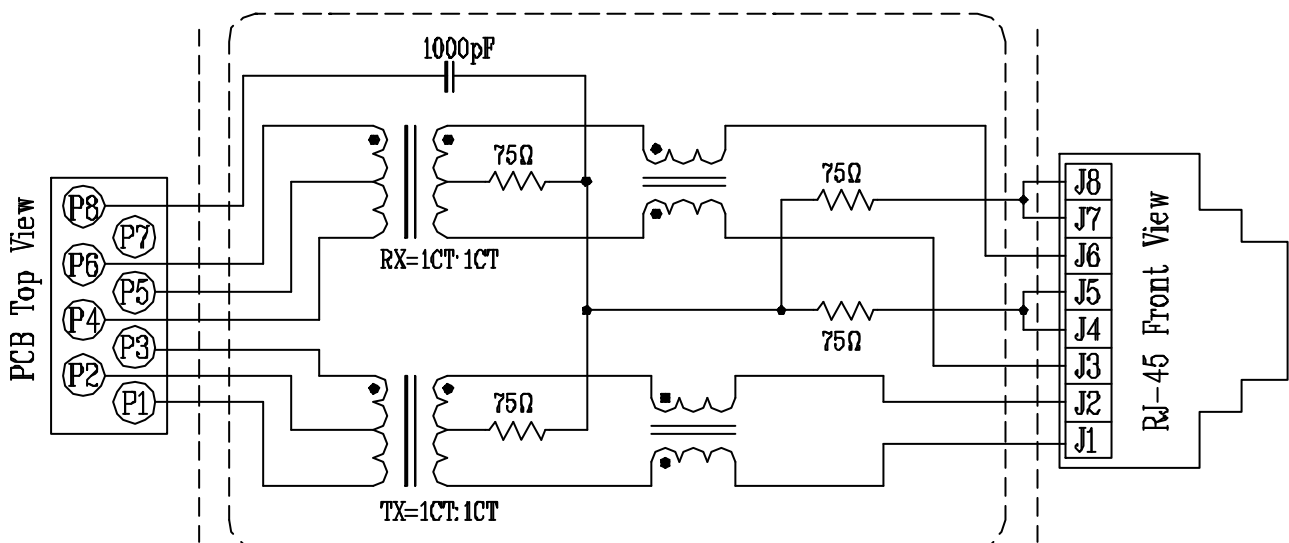 1000pF
PCB Top View
P8
P7
P6
P5
P4
P3
P2
P1
75Ω
RX=1CT:1CT
75Ω
75Ω
75Ω
TX=1CT:1CT
J8
J7
J6
J5
J4
J3
J2
J1
RJ-45 Front View